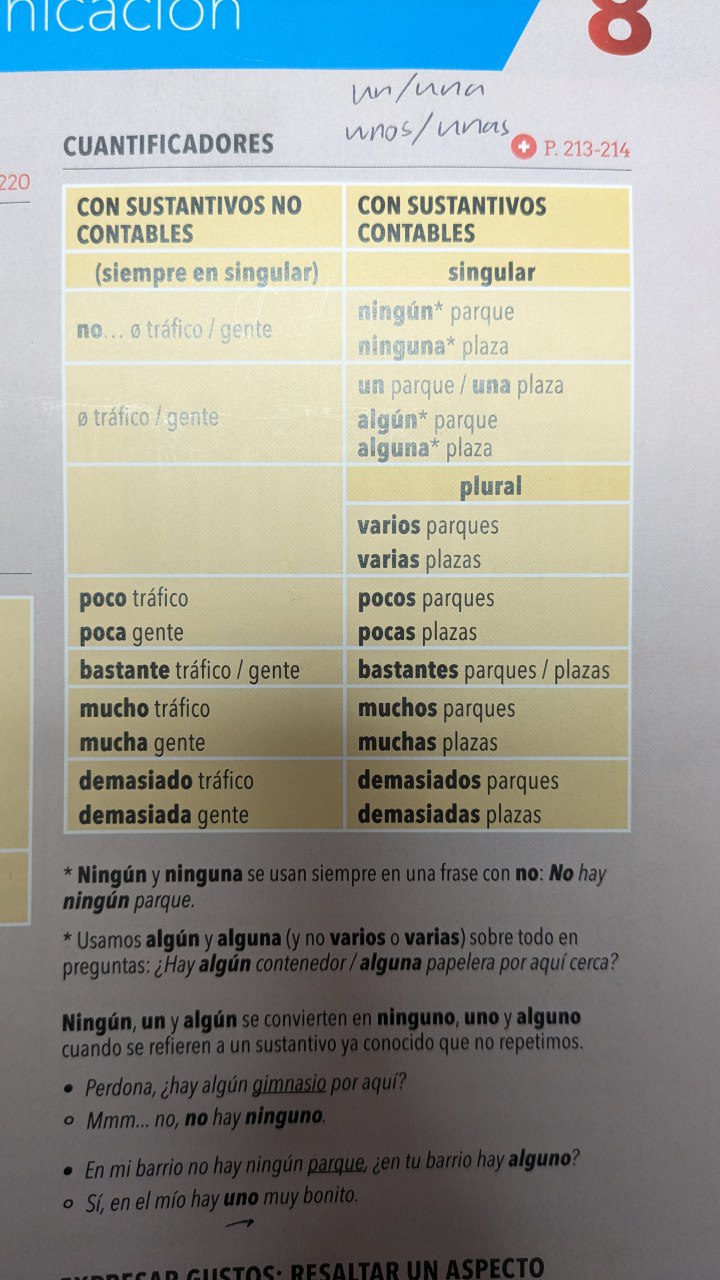 nicación
8
un/una
unos/unas
CUANTIFICADORES
P. 213-214
220
CON SUSTANTIVOS NO CONTABLES
CON SUSTANTIVOS CONTABLES
(siempre en singular)
singular
no... ø tráfico / gente
ningún* parque
ninguna* plaza
ø tráfico / gente
un parque / una plaza
algún* parque
alguna* plaza
plural
varios parques
varias plazas
poco tráfico
poca gente
pocos parques
pocas plazas
bastante tráfico / gente
bastantes parques / plazas
mucho tráfico
mucha gente
muchos parques
muchas plazas
demasiado tráfico
demasiada gente
demasiados parques
demasiadas plazas
* Ningún y ninguna se usan siempre en una frase con no: No hay
ningún parque.
* Usamos algún y alguna (y no varios o varias) sobre todo en
preguntas: ¿Hay algún contenedor / alguna papelera por aquí cerca?
Ningún, un y algún se convierten en ninguno, uno y alguno
cuando se refieren a un sustantivo ya conocido que no repetimos.
• Perdona, ¿hay algún gimnasio por aquí?
○ Mmm... no, no hay ninguno.
• En mi barrio no hay ningún parque, ¿en tu barrio hay alguno?
○ Sí, en el mío hay uno muy bonito.
EXPRESAR GUSTOS: RESALTAR UN ASPECTO